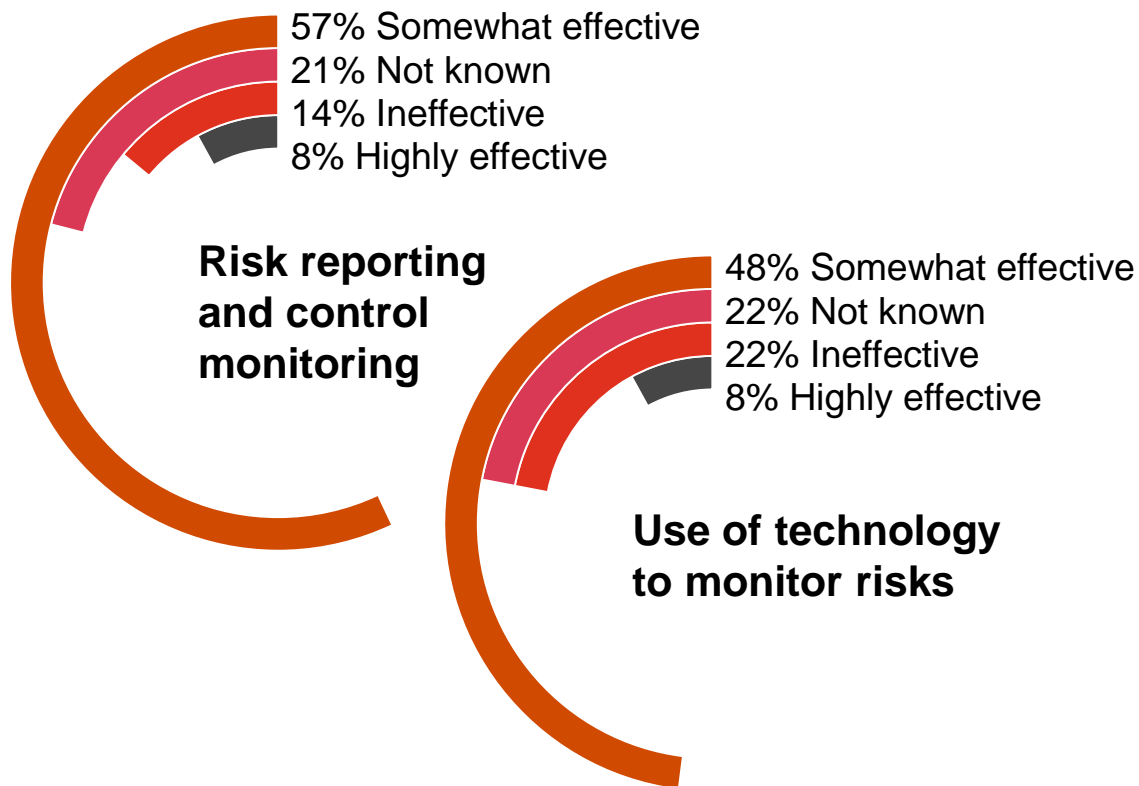 57% Somewhat effective
21% Not known
14% Ineffective
8% Highly effective
Risk reporting
and control
monitoring
48% Somewhat effective
22% Not known
22% Ineffective
8% Highly effective
Use of technology
to monitor risks